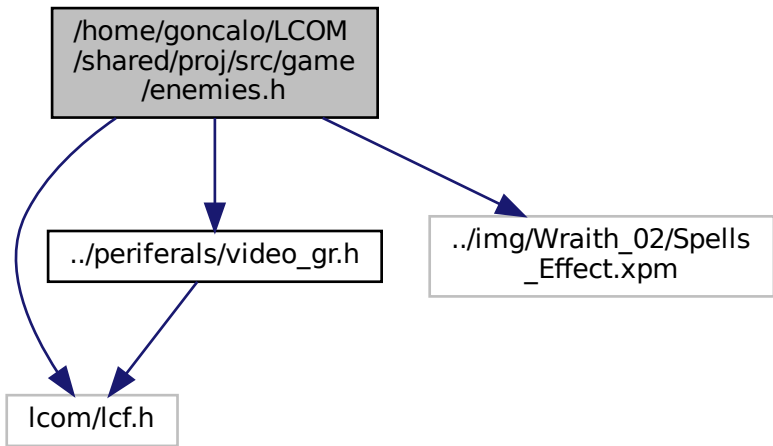 /home/goncalo/LCOM
/shared/proj/src/game
/enemies.h
../periferals/video_gr.h
../img/Wraith_02/Spells
_Effect.xpm
lcom/lcf.h